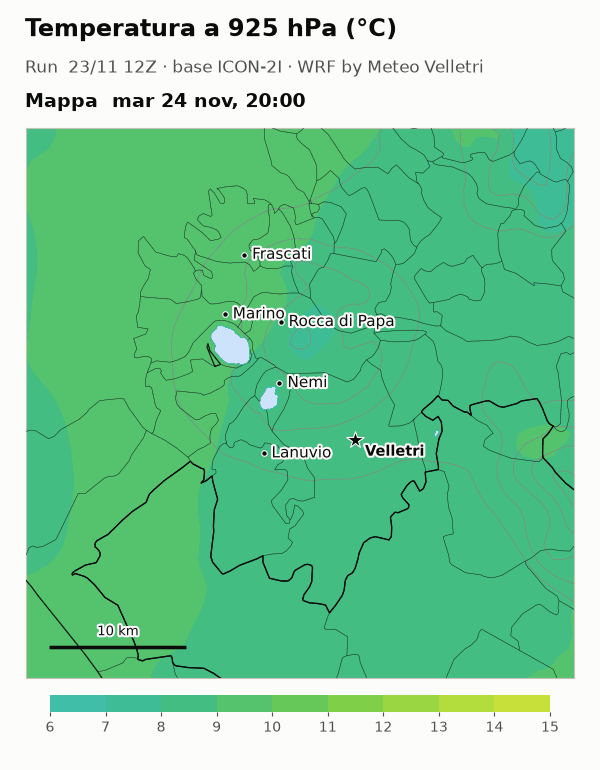 Temperatura a 925 hPa (°C)
Run  23/11 12Z · base ICON-2I · WRF by Meteo Velletri
Mappa  mar 24 nov, 20:00
Frascati
Marino
Rocca di Papa
Nemi
Velletri
Lanuvio
10 km
6 7 8 9 10 11 12 13 14 15